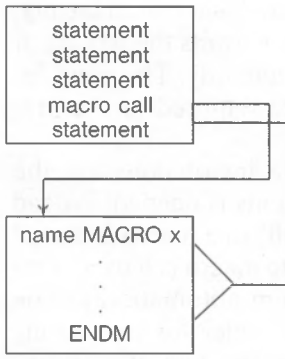 statement
statement
statement
macro call
statement
name MACRO x
.
.
.
ENDM